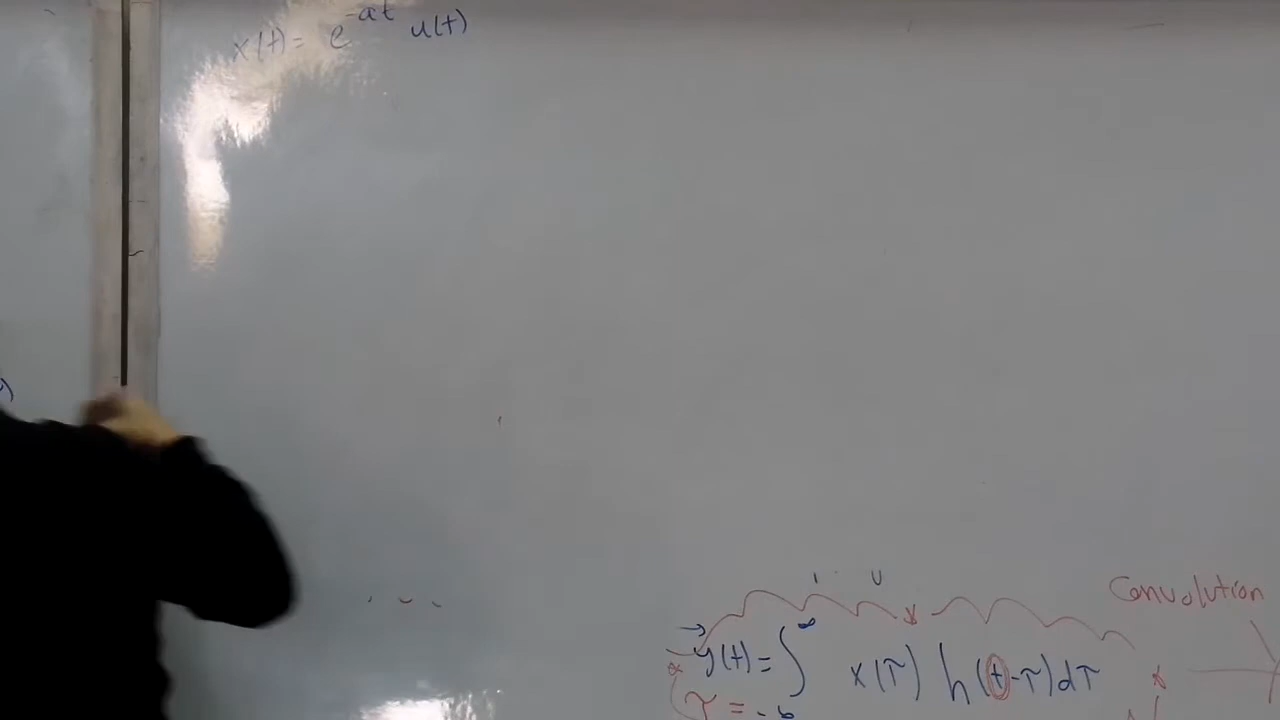 x(t) = e^-at u(t)
Convolution
y(t) = ∫ ∞ x(τ) h(t-τ)dτ
τ = -∞